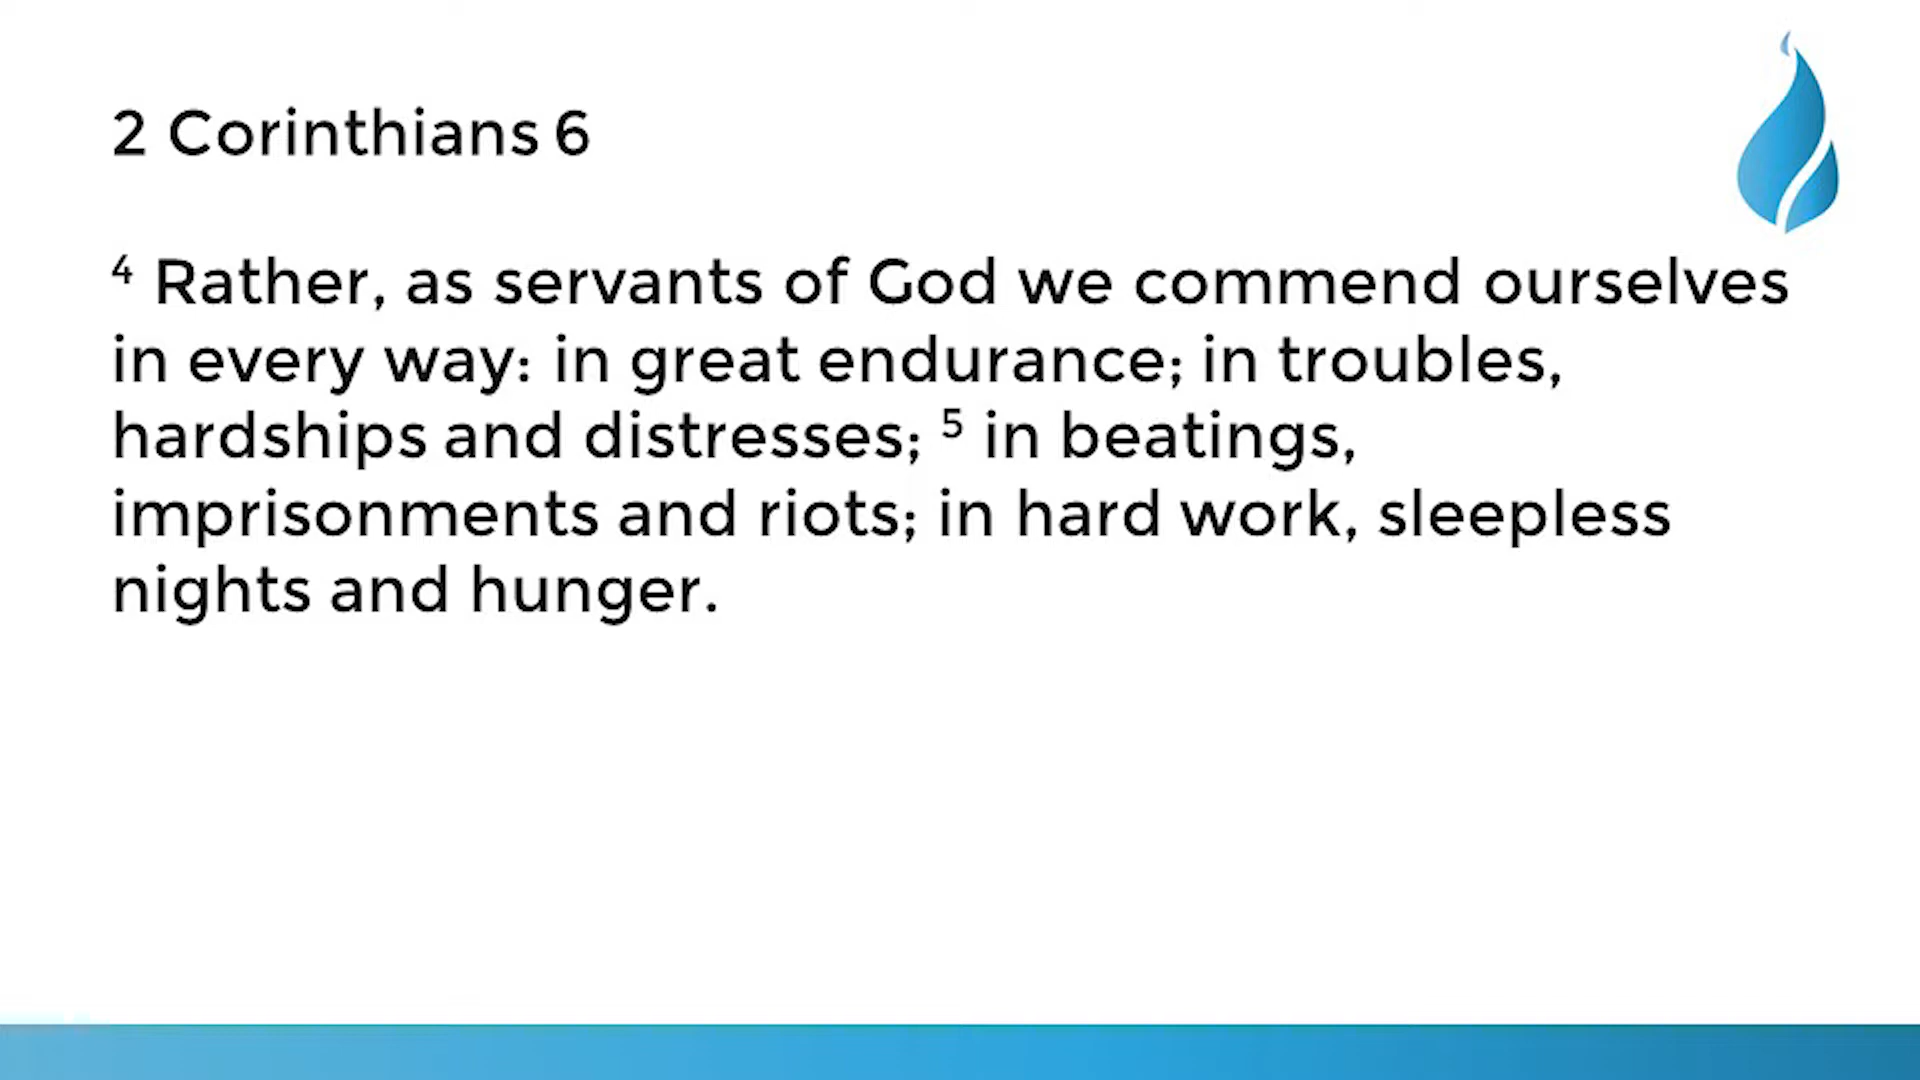 2 Corinthians 6
⁴ Rather, as servants of God we commend ourselves
in every way: in great endurance; in troubles,
hardships and distresses; ⁵ in beatings,
imprisonments and riots; in hard work, sleepless
nights and hunger.